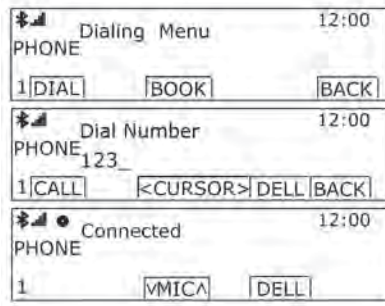 Dialing Menu 12:00
PHONE
1 DIAL BOOK BACK
Dial Number 12:00
PHONE
123_
1 CALL <CURSOR> DELL BACK
Connected 12:00
PHONE
1 VMICΛ DELL